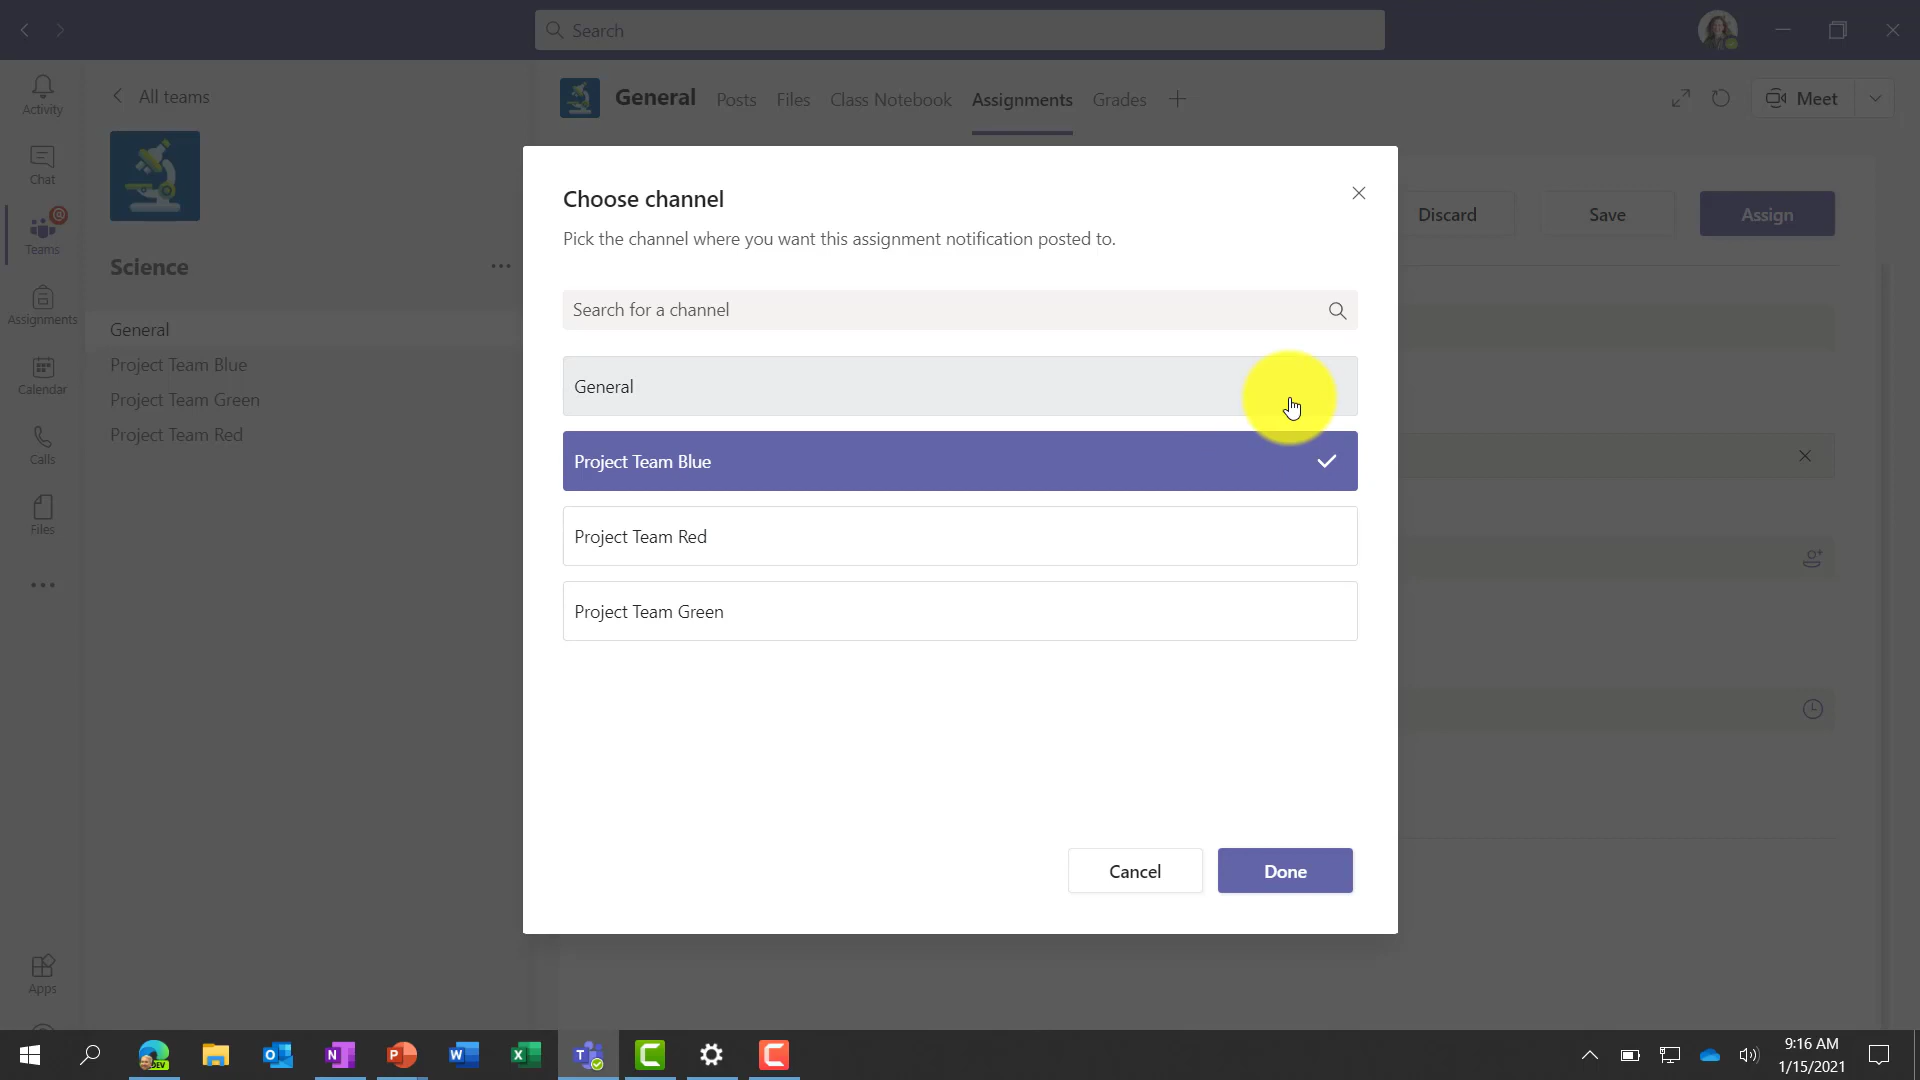 Search
Activity
Chat
Teams
Assignments
Calendar
Calls
Files
Apps
All teams
Science
General
Project Team Blue
Project Team Green
Project Team Red
General
Posts
Files
Class Notebook
Assignments
Grades
Meet
Discard
Save
Assign
Choose channel
Pick the channel where you want this assignment notification posted to.
Search for a channel
General
Project Team Blue
Project Team Red
Project Team Green
Cancel
Done
9:16 AM
1/15/2021